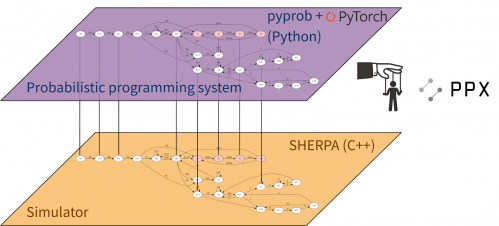 pyprob + PyTorch
(Python)
Probabilistic programming system
PPX
SHERPA (C++)
Simulator